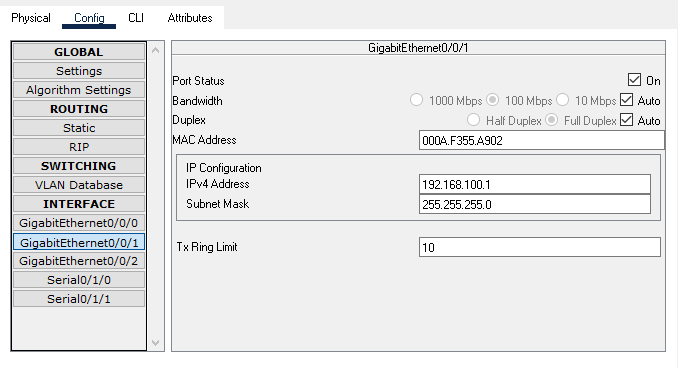 Physical Config CLI Attributes
GLOBAL
Settings
Algorithm Settings
ROUTING
Static
RIP
SWITCHING
VLAN Database
INTERFACE
GigabitEthernet0/0/0
GigabitEthernet0/0/1
GigabitEthernet0/0/2
Serial0/1/0
Serial0/1/1
GigabitEthernet0/0/1
Port Status On
Bandwidth 1000 Mbps 100 Mbps 10 Mbps Auto
Duplex Half Duplex Full Duplex Auto
MAC Address 000A.F355.A902
IP Configuration
IPv4 Address 192.168.100.1
Subnet Mask 255.255.255.0
Tx Ring Limit 10